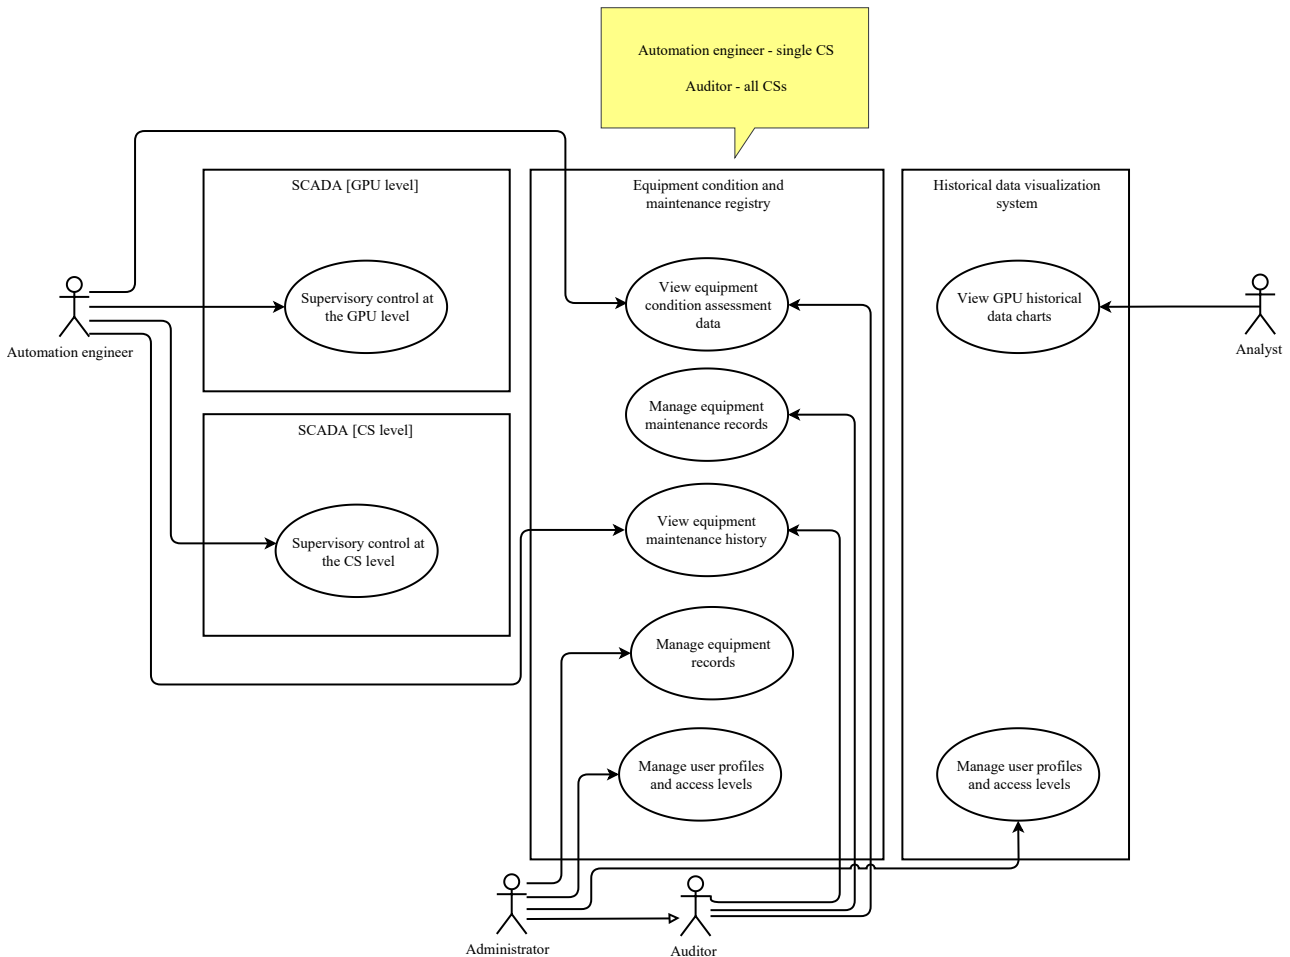 Automation engineer - single CS
Auditor - all CSs
SCADA [GPU level]
Supervisory control at
the GPU level
Automation engineer
SCADA [CS level]
Supervisory control at
the CS level
Equipment condition and
maintenance registry
View equipment
condition assessment
data
Manage equipment
maintenance records
View equipment
maintenance history
Manage equipment
records
Manage user profiles
and access levels
Historical data visualization
system
View GPU historical
data charts
Manage user profiles
and access levels
Analyst
Administrator
Auditor